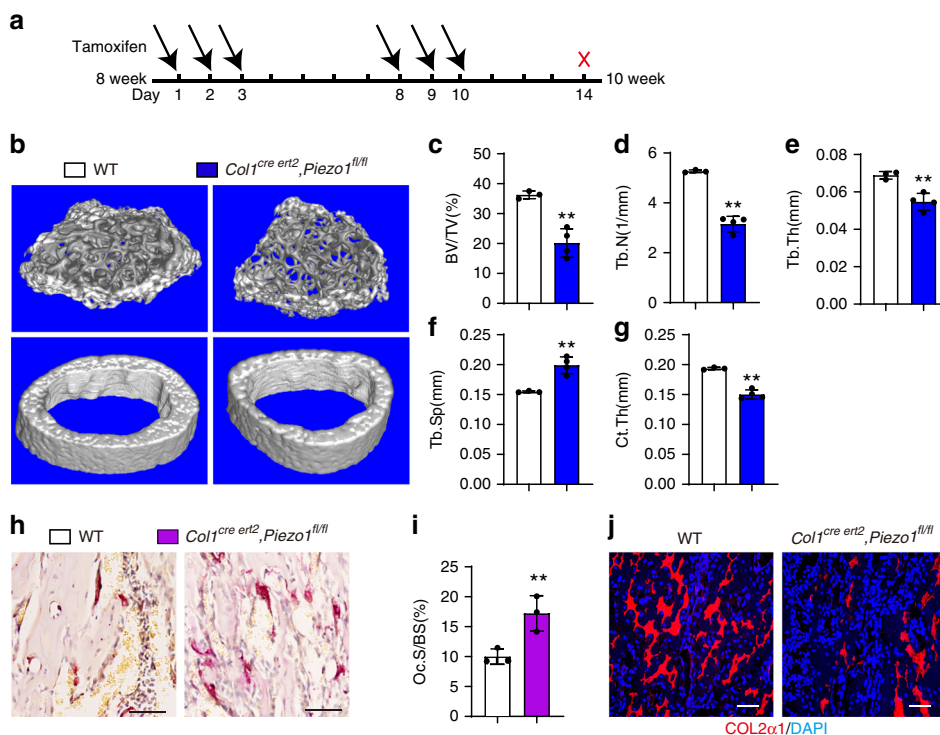 a
Tamoxifen
8 week
10 week
Day 1 2 3 8 9 10 14
b
WT Col1cre ert2,Piezo1fl/fl
c
BV/TV(%)
50
40
30
20
10
0
**
d
Tb.N(1/mm)
6
4
2
0
**
e
Tb.Th(mm)
0.08
0.06
0.04
0.02
0.00
**
f
Tb.Sp(mm)
0.25
0.20
0.15
0.10
0.05
0.00
**
g
Ct.Th(mm)
0.25
0.20
0.15
0.10
0.05
0.00
**
h
WT Col1cre ert2,Piezo1fl/fl
i
Oc.S/BS(%)
25
20
15
10
5
0
**
j
WT Col1cre ert2,Piezo1fl/fl
COL2α1/DAPI